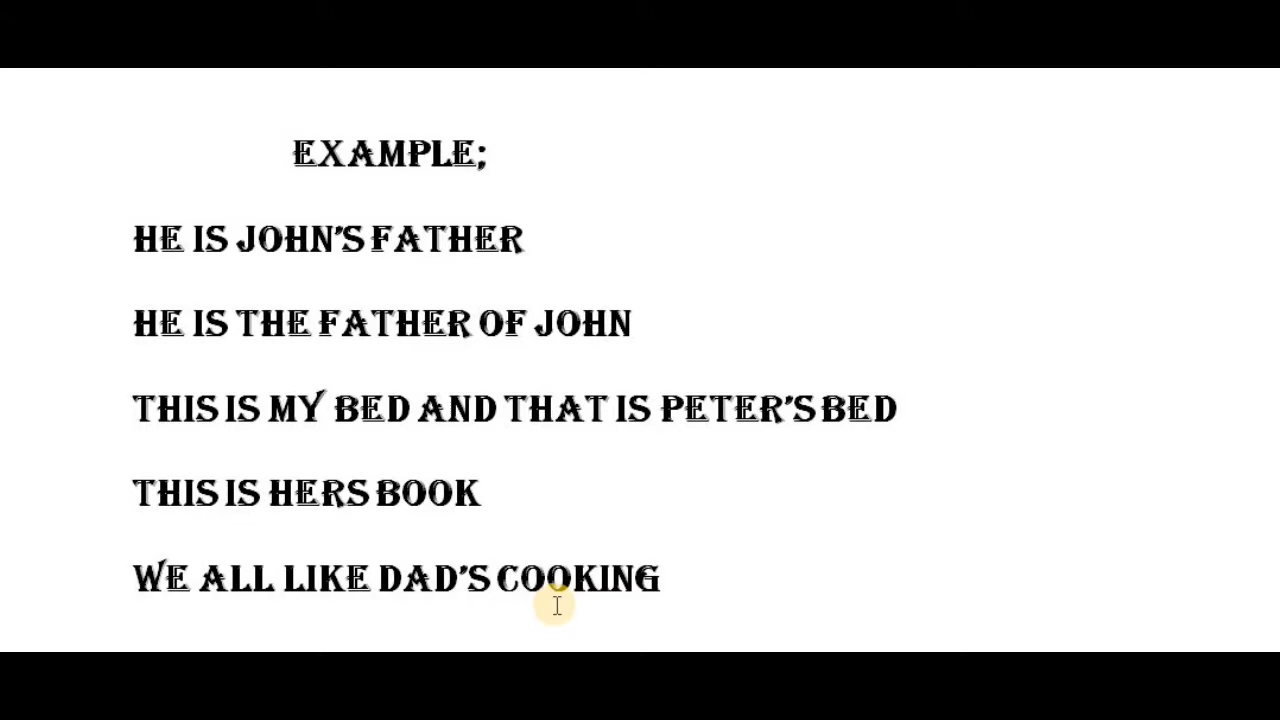 EXAMPLE;
HE IS JOHN'S FATHER
HE IS THE FATHER OF JOHN
THIS IS MY BED AND THAT IS PETER'S BED
THIS IS HERS BOOK
WE ALL LIKE DAD'S COOKING